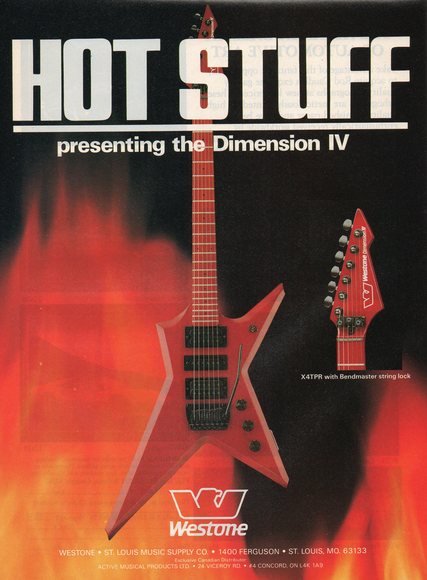 HOT STUFF
presenting the Dimension IV
Westone Dimension IV
X4TPR with Bendmaster string lock
Westone
WESTONE • ST. LOUIS MUSIC SUPPLY CO. • 1400 FERGUSON • ST. LOUIS, MO. 63133
Exclusive Canadian Distributor
ACTIVE MUSICAL PRODUCTS LTD. • 24 VICEROY RD. • #4 CONCORD, ON L4K 1A9